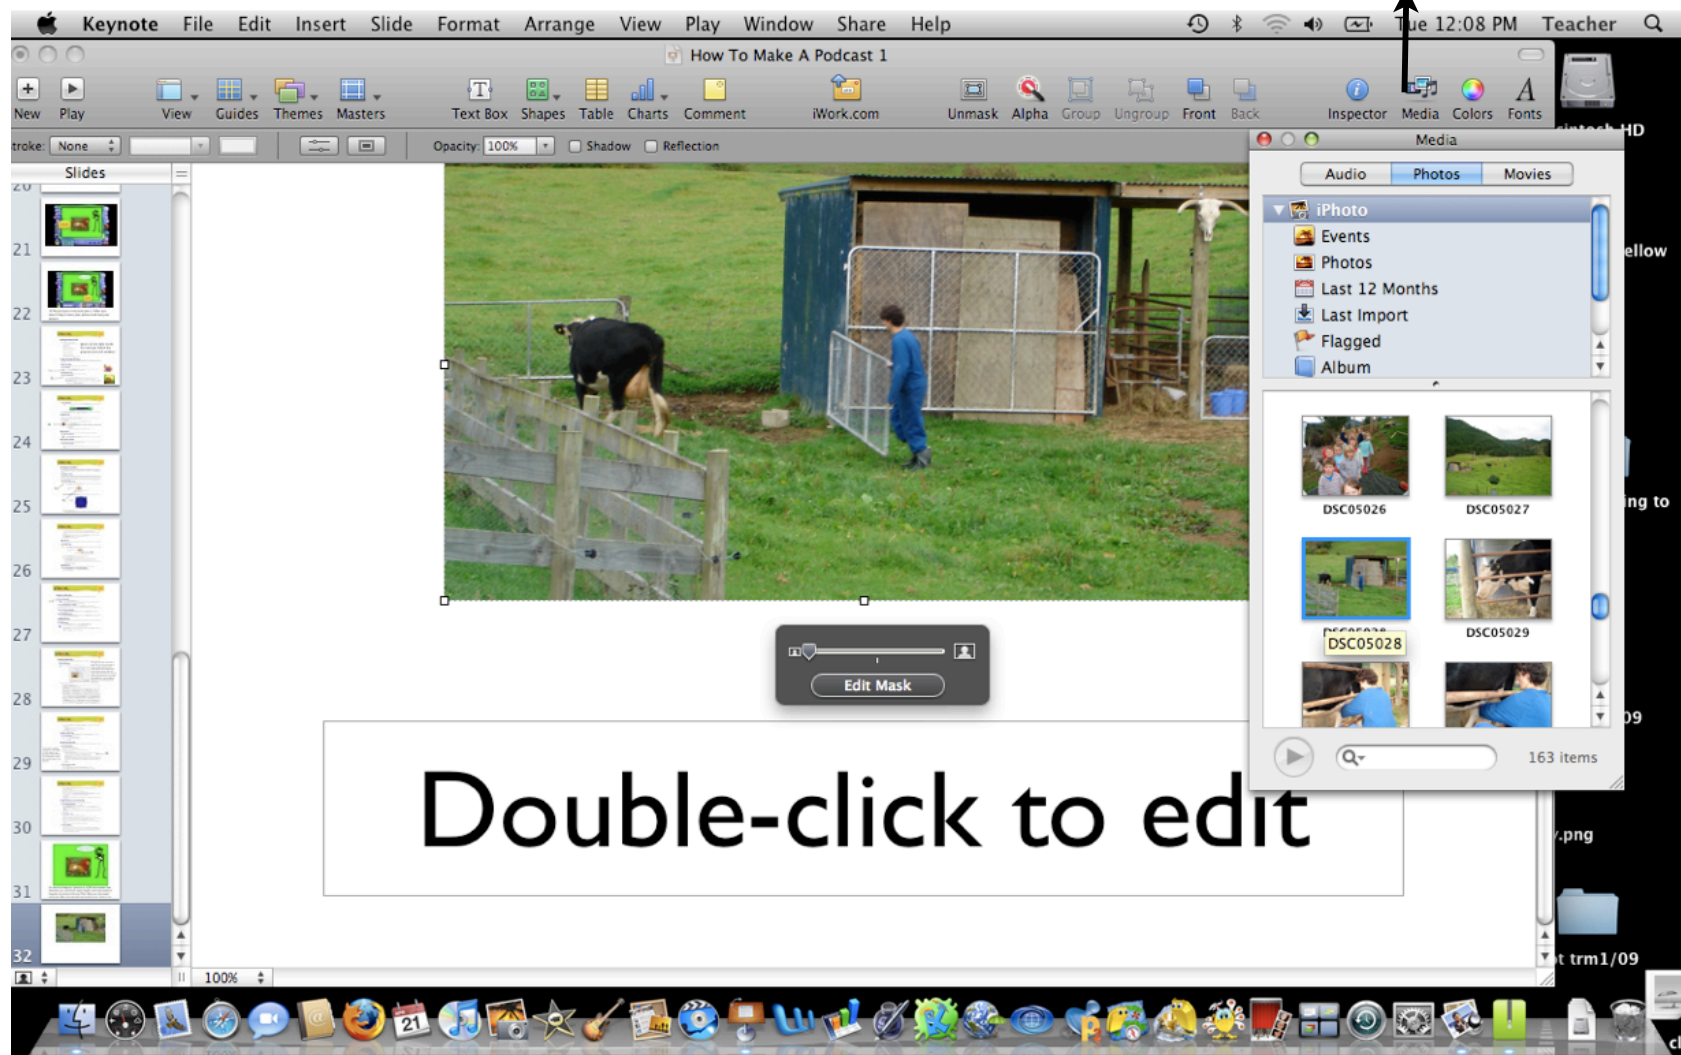 Keynote File Edit Insert Slide Format Arrange View Play Window Share Help Tue 12:08 PM Teacher
How To Make A Podcast 1
New Play View Guides Themes Masters Text Box Shapes Table Charts Comment iWork.com Unmask Alpha Group Ungroup Front Back Inspector Media Colors Fonts
troke: None Opacity: 100% Shadow Reflection
Slides
20
21
22
23
24
25
26
27
28
29
30
31
32
100%
Double-click to edit
Edit Mask
Media
Audio Photos Movies
iPhoto
Events
Photos
Last 12 Months
Last Import
Flagged
Album
DSC05026 DSC05027
DSC05028 DSC05029
DSC05028
163 items
HD
ellow
ing to
09
y.png
ot trm1/09
21